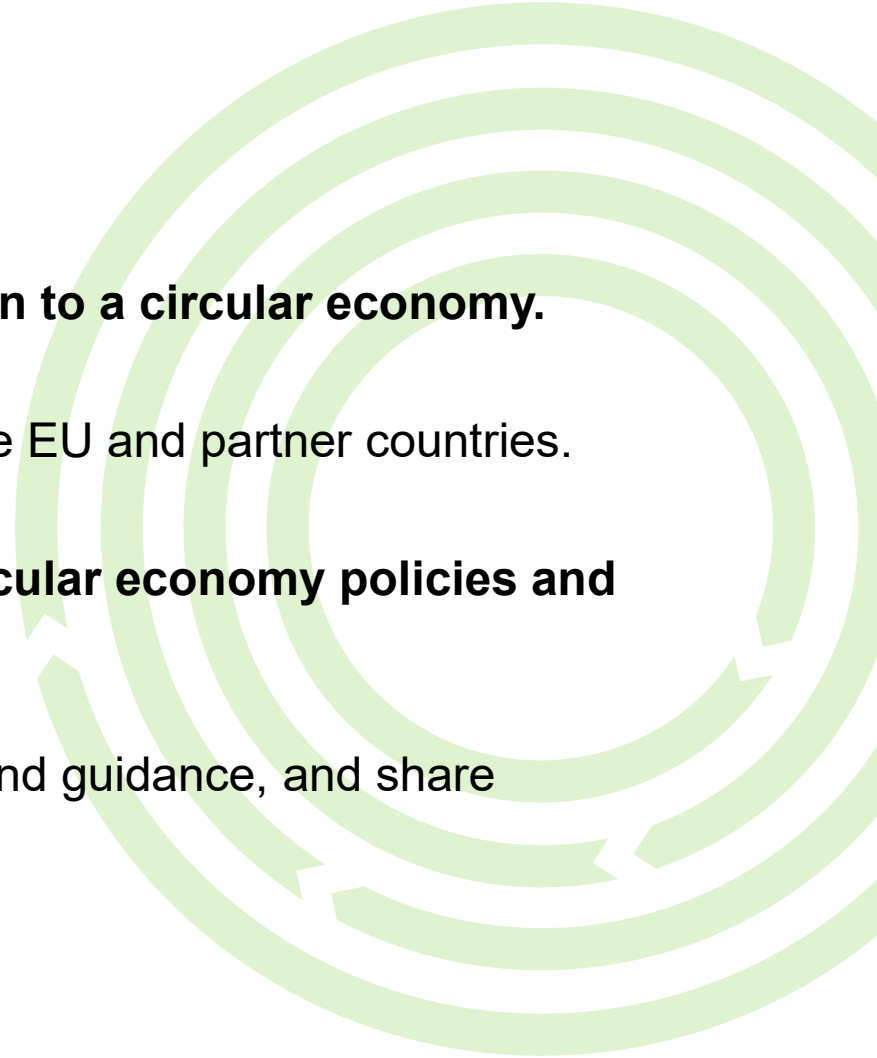 n to a circular economy.
e EU and partner countries.
cular economy policies and
nd guidance, and share